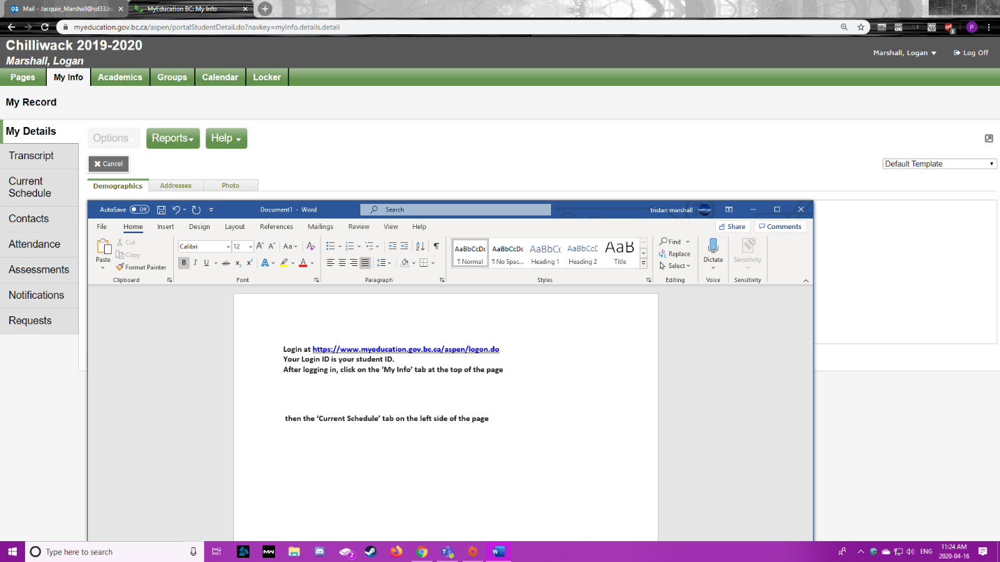 Mail - Jacquie_Marshall@sd33.bc
MyEducation BC: My Info
myeducation.gov.bc.ca/aspen/portalStudentDetail.do?navkey=myInfo.details.detail
Chilliwack 2019-2020
Marshall, Logan
Marshall, Logan
Log Off
Pages
My Info
Academics
Groups
Calendar
Locker
My Record
My Details
Transcript
Current
Schedule
Contacts
Attendance
Assessments
Notifications
Requests
Options
Reports
Help
Cancel
Default Template
Demographics
Addresses
Photo
AutoSave Off
Document1 - Word
Search
tristan marshall
File
Home
Insert
Design
Layout
References
Mailings
Review
View
Help
Share
Comments
Paste
Cut
Copy
Format Painter
Clipboard
Calibri
12
Font
Paragraph
AaBbCcDc
¶ Normal
AaBbCcDc
¶ No Spac...
AaBbCc
Heading 1
AaBbCcE
Heading 2
AaB
Title
Styles
Find
Replace
Select
Editing
Dictate
Voice
Sensitivity
Sensitivity
Login at https://www.myeducation.gov.bc.ca/aspen/logon.do
Your Login ID is your student ID.
After logging in, click on the ‘My Info’ tab at the top of the page
then the ‘Current Schedule’ tab on the left side of the page
Type here to search
ENG
11:24 AM
2020-04-16